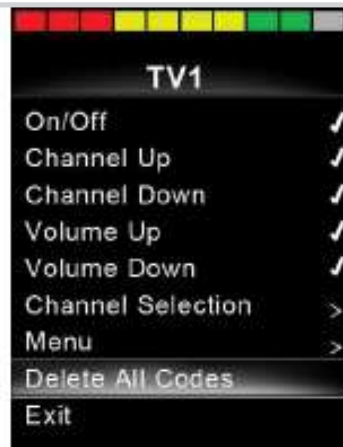 TV1
On/Off
Channel Up
Channel Down
Volume Up
Volume Down
Channel Selection >
Menu >
Delete All Codes
Exit